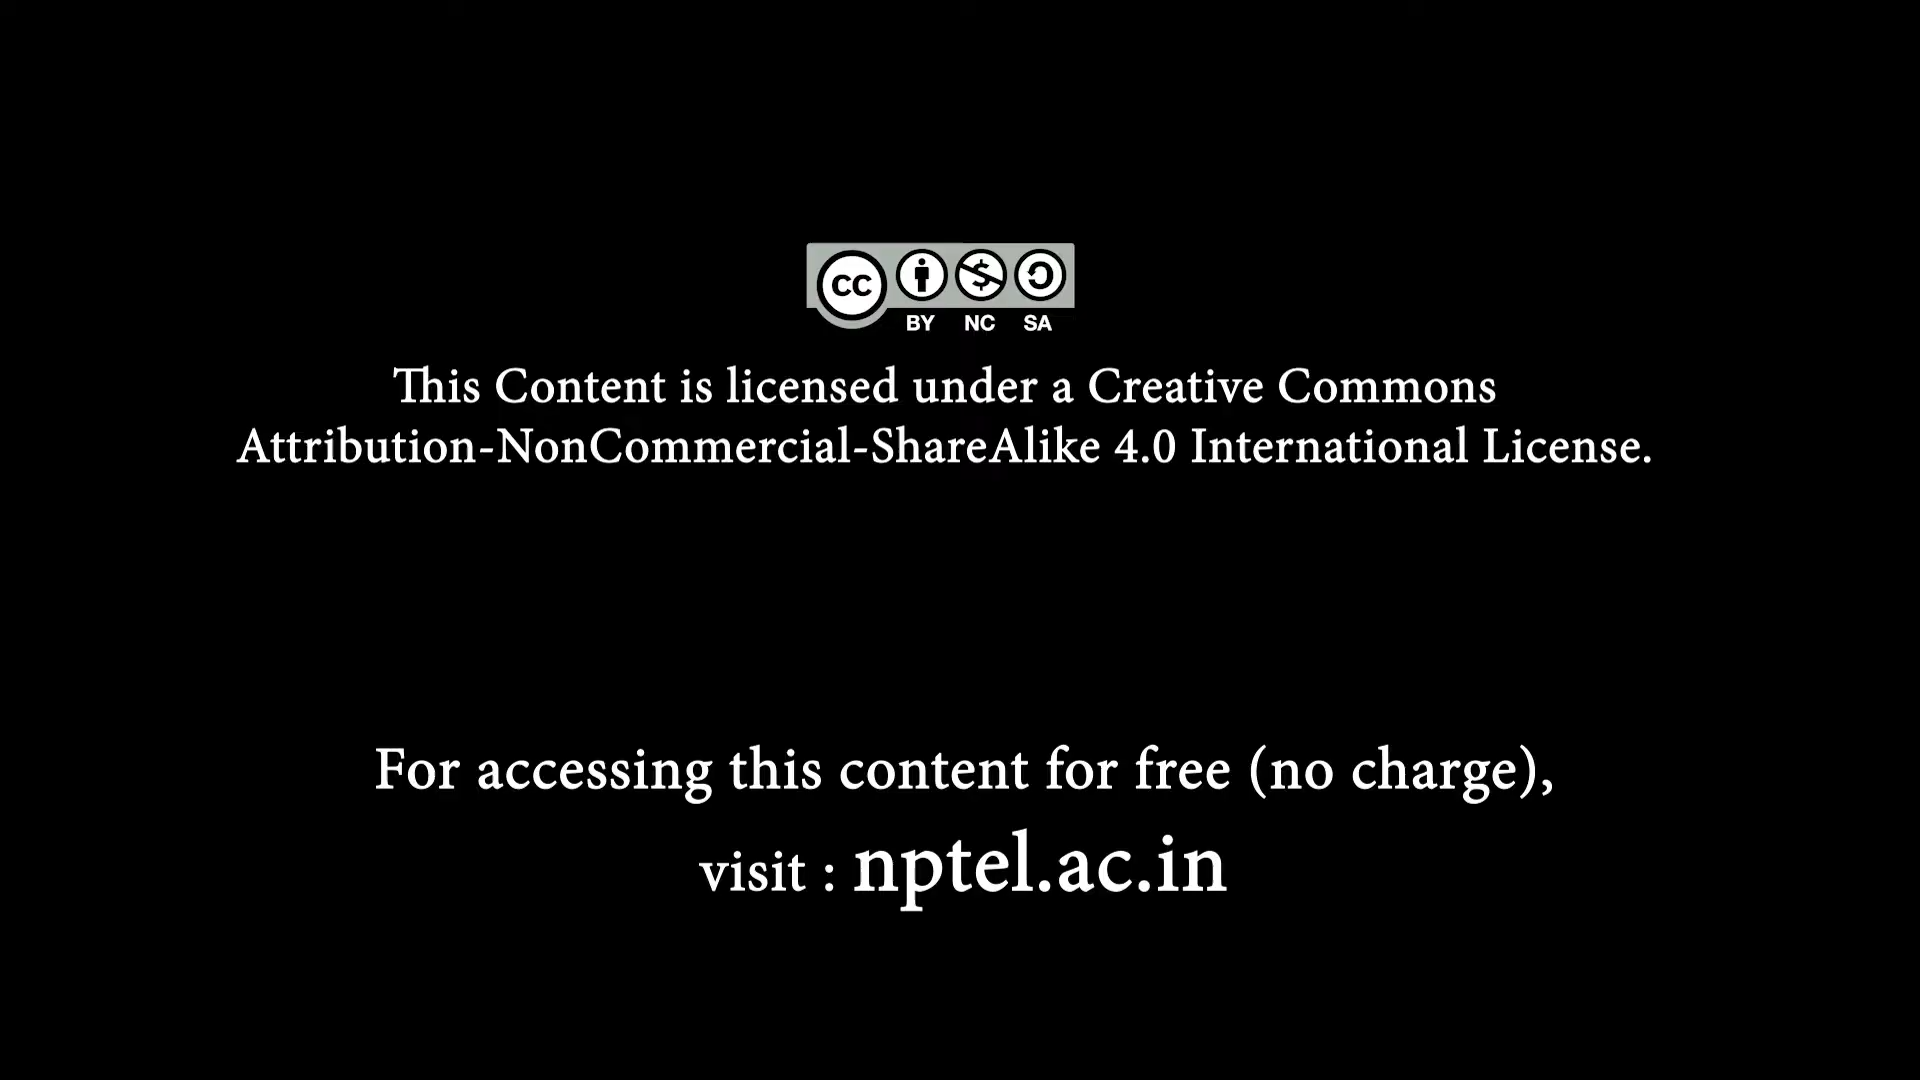 cc
BY NC SA
This Content is licensed under a Creative Commons
Attribution-NonCommercial-ShareAlike 4.0 International License.
For accessing this content for free (no charge),
visit : nptel.ac.in